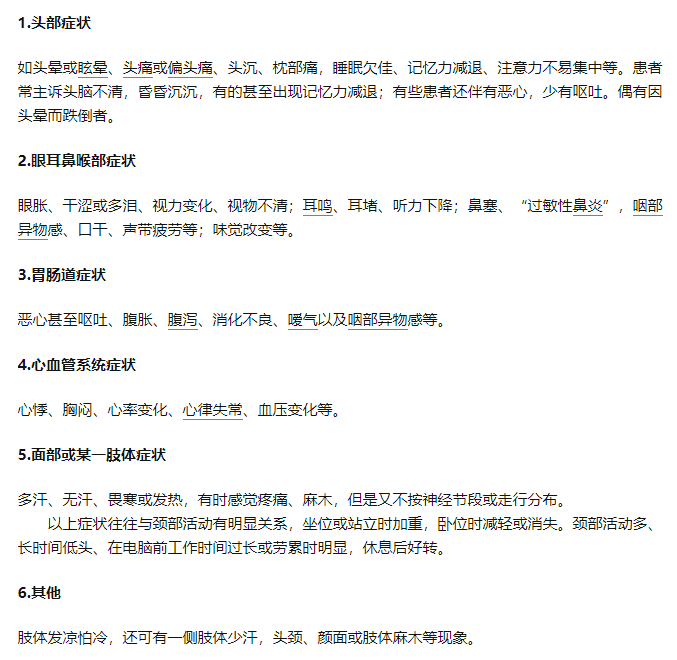 1.头部症状
如头晕或眩晕、头痛或偏头痛、头沉、枕部痛，睡眠欠佳、记忆力减退、注意力不易集中等。患者
常主诉头脑不清，昏昏沉沉，有的甚至出现记忆力减退；有些患者还伴有恶心，少有呕吐。偶有因
头晕而跌倒者。
2.眼耳鼻喉部症状
眼胀、干涩或多泪、视力变化、视物不清；耳鸣、耳堵、听力下降；鼻塞、“过敏性鼻炎”，咽部
异物感、口干、声带疲劳等；味觉改变等。
3.胃肠道症状
恶心甚至呕吐、腹胀、腹泻、消化不良、嗳气以及咽部异物感等。
4.心血管系统症状
心悸、胸闷、心率变化、心律失常、血压变化等。
5.面部或某一肢体症状
多汗、无汗、畏寒或发热，有时感觉疼痛、麻木，但是又不按神经节段或走行分布。
以上症状往往与颈部活动有明显关系，坐位或站立时加重，卧位时减轻或消失。颈部活动多、
长时间低头、在电脑前工作时间过长或劳累时明显，休息后好转。
6.其他
肢体发凉怕冷，还可有一侧肢体少汗，头颈、颜面或肢体麻木等现象。